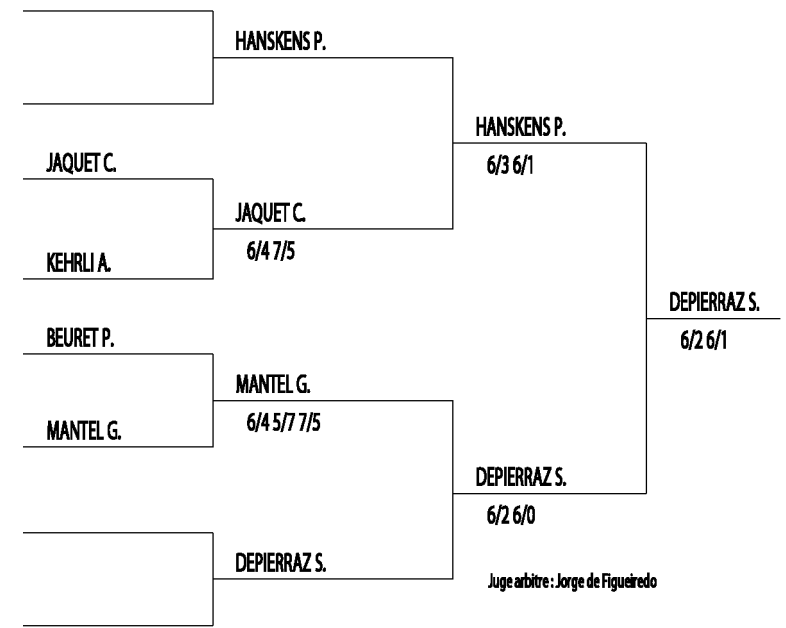 HANSKENS P.
HANSKENS P.
6/3 6/1
JAQUET C.
JAQUET C.
6/4 7/5
KEHRLI A.
DEPIERRAZ S.
6/2 6/1
BEURET P.
MANTEL G.
6/4 5/7 7/5
MANTEL G.
DEPIERRAZ S.
6/2 6/0
DEPIERRAZ S.
Juge arbitre : Jorge de Figueiredo